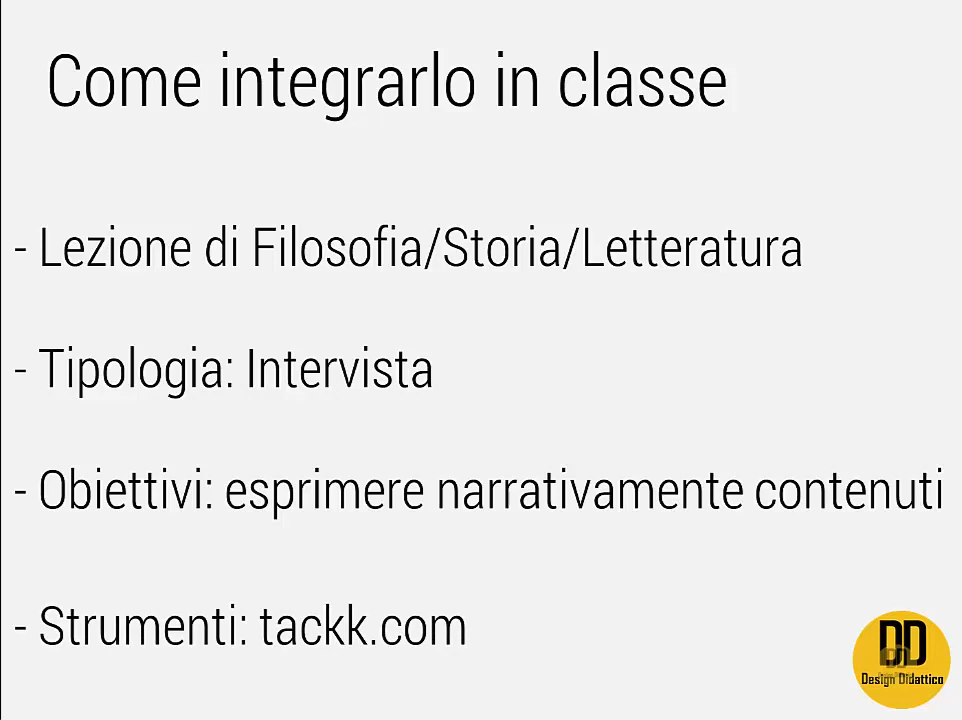 Come integrarlo in classe
- Lezione di Filosofia/Storia/Letteratura
- Tipologia: Intervista
- Obiettivi: esprimere narrativamente contenuti
- Strumenti: tackk.com
DD
Design Didattico